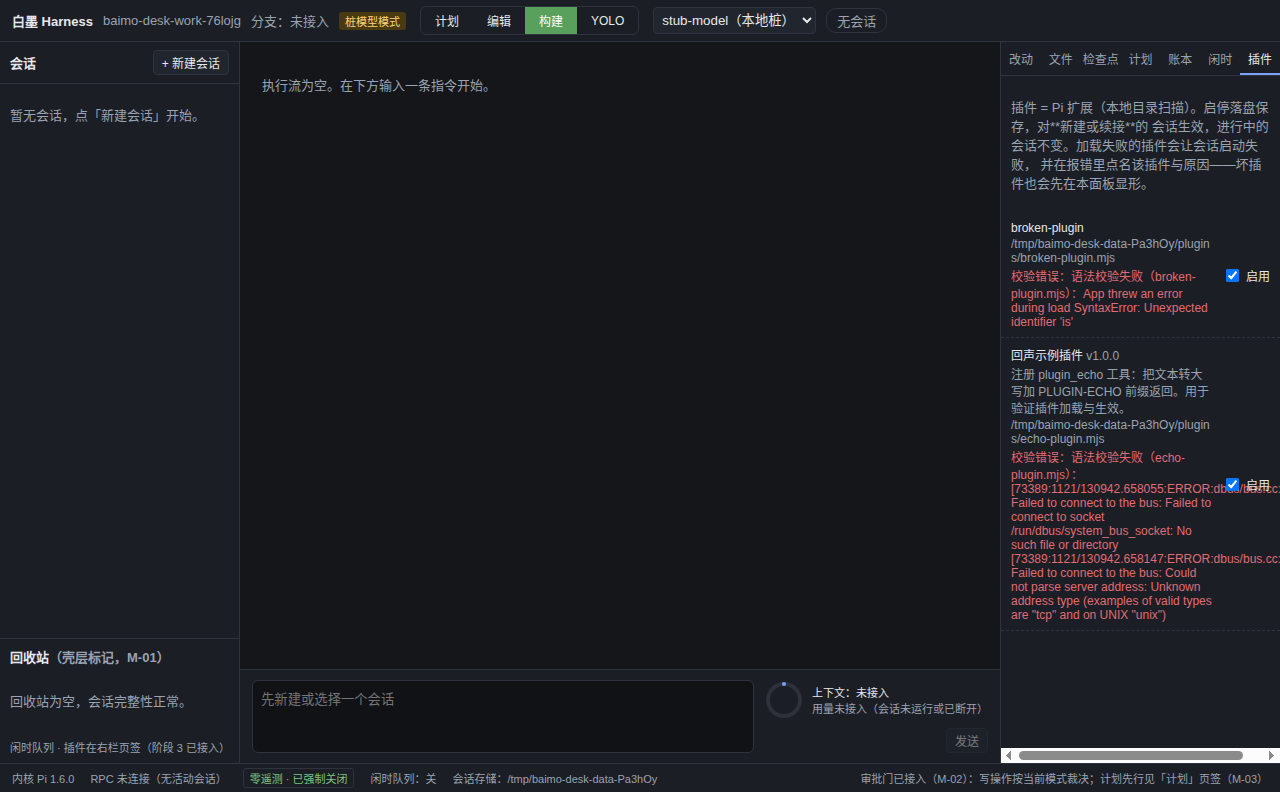 白墨 Harness baimo-desk-work-76lojg 分支：未接入 桩模型模式 计划 编辑 构建 YOLO stub-model（本地桩） 无会话
会话 + 新建会话
暂无会话，点「新建会话」开始。
回收站（壳层标记，M-01）
回收站为空，会话完整性正常。
闲时队列 · 插件在右栏页签（阶段 3 已接入）
执行流为空。在下方输入一条指令开始。
先新建或选择一个会话
上下文：未接入
用量未接入（会话未运行或已断开）
发送
改动 文件 检查点 计划 账本 闲时 插件
插件 = Pi 扩展（本地目录扫描）。启停落盘保
存，对**新建或续接**的 会话生效，进行中的
会话不变。加载失败的插件会让会话启动失
败， 并在报错里点名该插件与原因——坏插
件也会先在本面板显形。
broken-plugin
/tmp/baimo-desk-data-Pa3hOy/plugin
s/broken-plugin.mjs
校验错误：语法校验失败（broken-
plugin.mjs）：App threw an error
during load SyntaxError: Unexpected
identifier 'is'
启用
回声示例插件 v1.0.0
注册 plugin_echo 工具：把文本转大
写加 PLUGIN-ECHO 前缀返回。用于
验证插件加载与生效。
/tmp/baimo-desk-data-Pa3hOy/plugin
s/echo-plugin.mjs
校验错误：语法校验失败（echo-
plugin.mjs）：
[73389:1121/130942.658055:ERROR:dbus/bus.cc:
Failed to connect to the bus: Failed to
connect to socket
/run/dbus/system_bus_socket: No
such file or directory
[73389:1121/130942.658147:ERROR:dbus/bus.cc:
Failed to connect to the bus: Could
not parse server address: Unknown
address type (examples of valid types
are "tcp" and on UNIX "unix")
启用
内核 Pi 1.6.0 RPC 未连接（无活动会话） 零遥测 · 已强制关闭 闲时队列：关 会话存储：/tmp/baimo-desk-data-Pa3hOy 审批门已接入（M-02）：写操作按当前模式裁决；计划先行见「计划」页签（M-03）